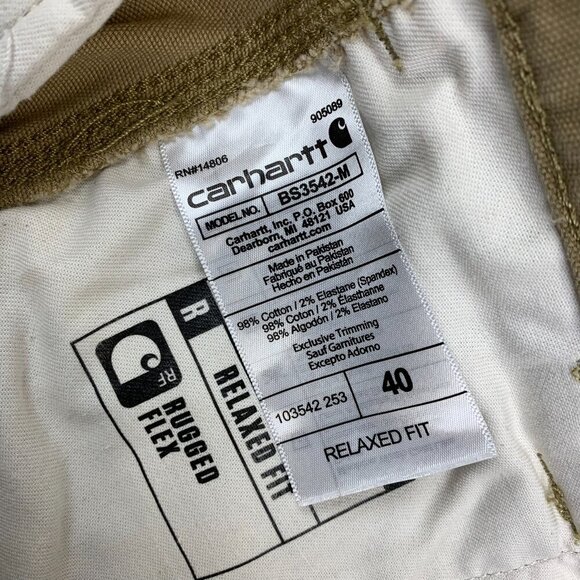 RN#14806
905089
carhartt
MODEL NO. BS3542-M
Carhartt, Inc. P.O. Box 600
Dearborn, MI 48121 USA
carhartt.com
Made in Pakistan
Fabriqué au Pakistan
Hecho en Pakistán
98% Cotton / 2% Elastane (Spandex)
98% Coton / 2% Élasthanne
98% Algodón / 2% Elastano
Exclusive Trimming
Sauf Garnitures
Excepto Adorno
103542 253
40
RELAXED FIT
R
RELAXED FIT
RF
RUGGED
FLEX